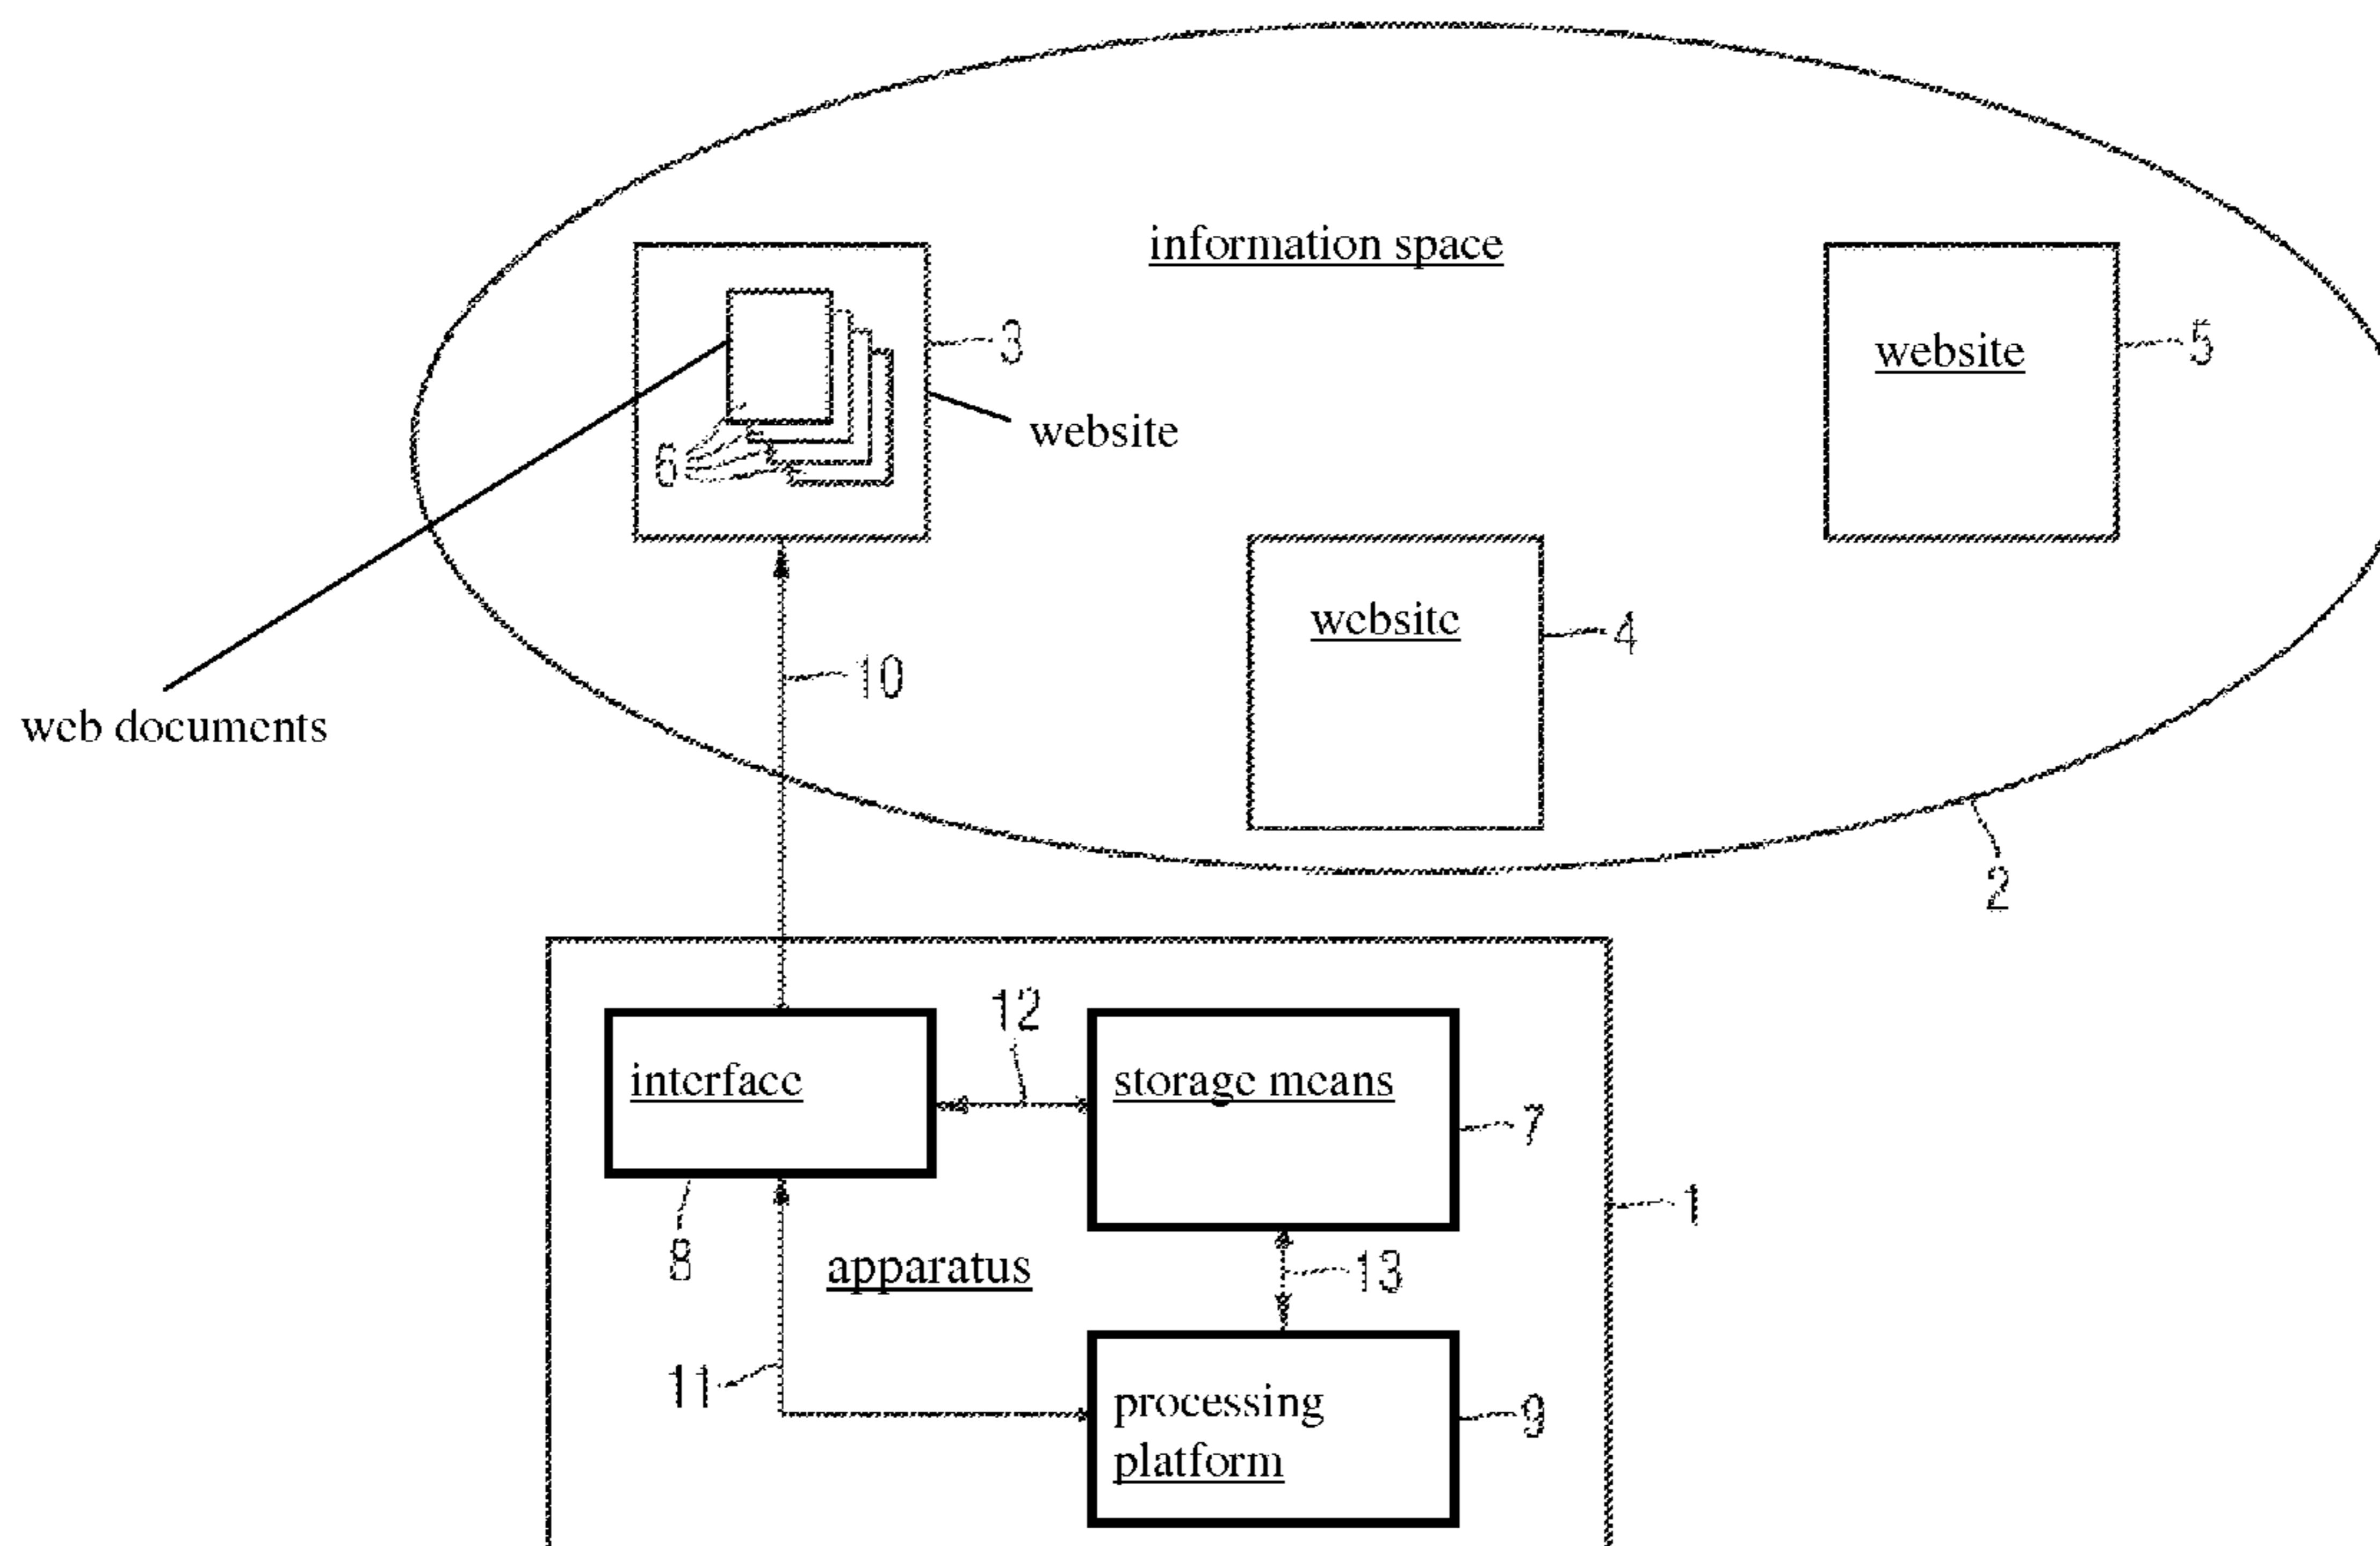 information space
3
website
5
6
website
website
4
10
web documents
2
12
interface
storage means
7
1
8
apparatus
13
11
processing
platform
9